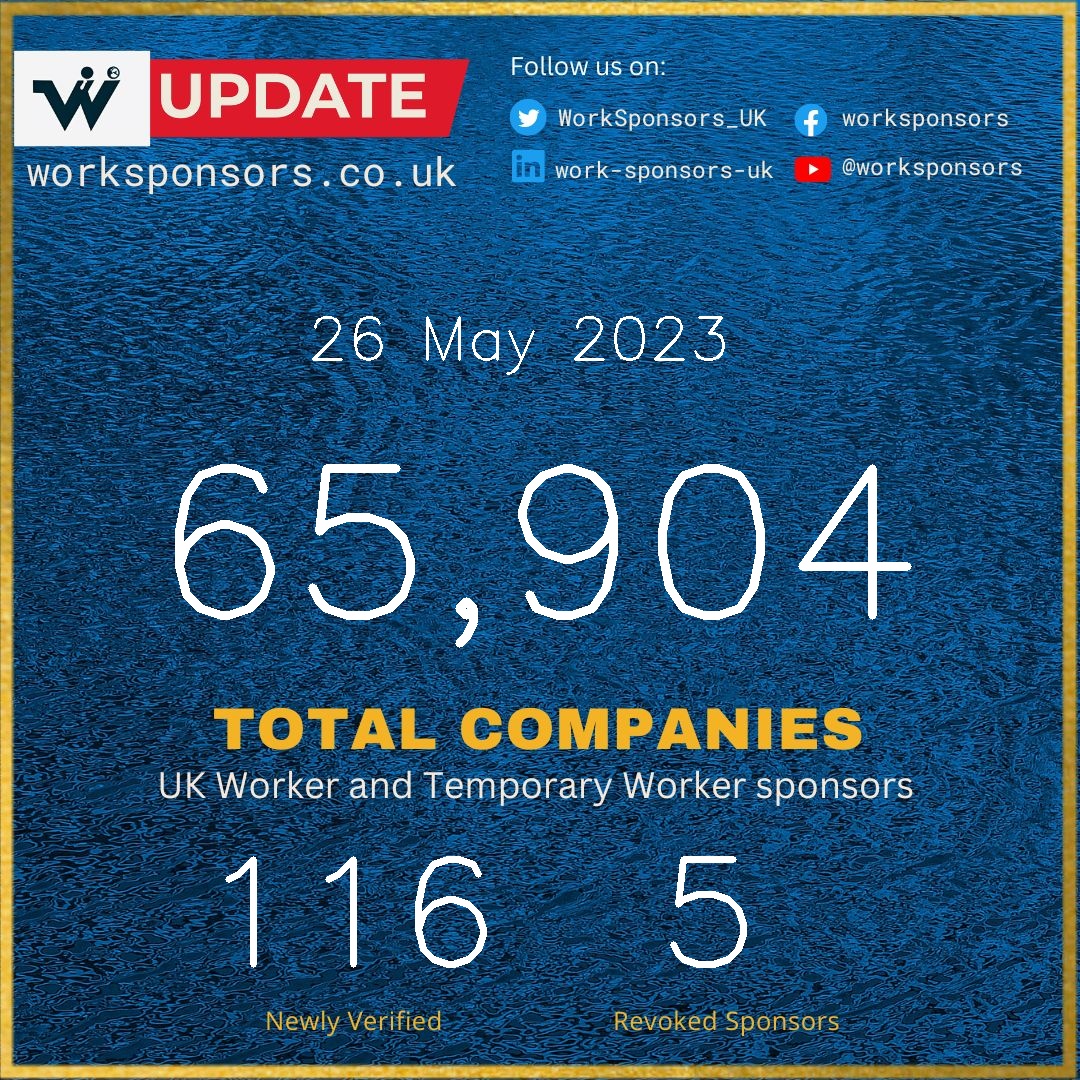 UPDATE
worksponsors.co.uk
Follow us on:
WorkSponsors_UK
worksponsors
work-sponsors-uk
@worksponsors
26 May 2023
65,904
TOTAL COMPANIES
UK Worker and Temporary Worker sponsors
116 5
Newly Verified Revoked Sponsors